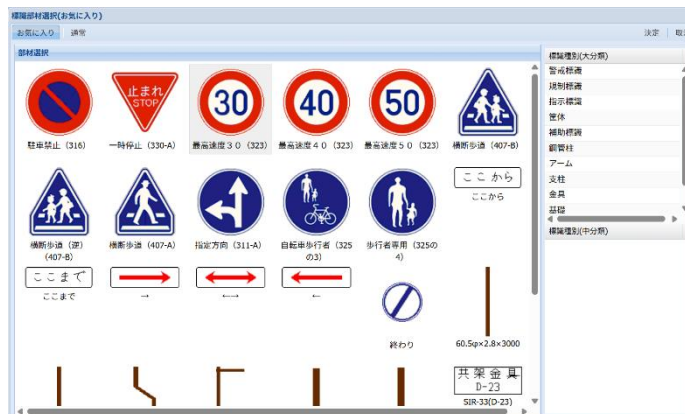 標識部材選択(お気に入り)
お気に入り 通常 決定
部材選択
標識種別(大分類)
警戒標識
規制標識
指示標識
筐体
補助標識
鋼管柱
アーム
支柱
金具
基礎
標識種別(中分類)
止まれ
STOP
30
40
50
駐車禁止 (316)
一時停止 (330-A)
最高速度30 (323)
最高速度40 (323)
最高速度50 (323)
横断歩道 (407-B)
ここから
横断歩道 (逆)
(407-B)
横断歩道 (407-A)
指定方向 (311-A)
自転車歩行者 (325
の3)
歩行者専用 (325の
4)
ここから
ここまで
ここまで
→
←→
←
終わり
60.5φ×2.8×3000
共架金具
D-23
SIR-33(D-23)